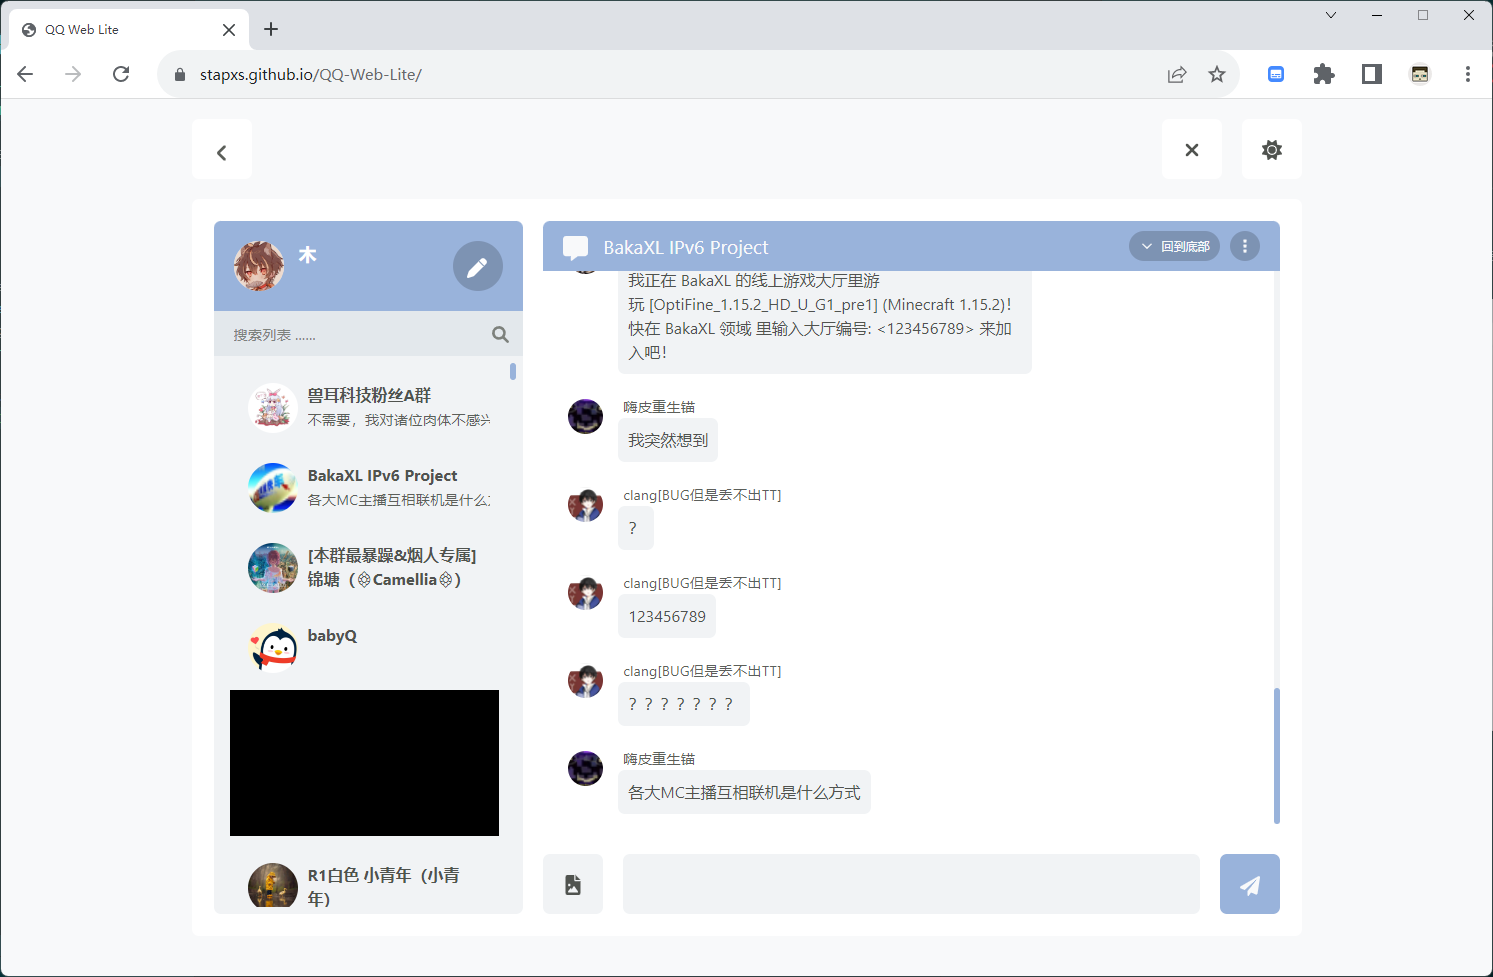 QQ Web Lite
stapxs.github.io/QQ-Web-Lite/
木
搜索列表 ......
兽耳科技粉丝A群
不需要，我对诸位肉体不感兴
BakaXL IPv6 Project
各大MC主播互相联机是什么
[本群最暴躁&烟人专属]
锦塘（🏵Camellia🏵）
babyQ
R1白色 小青年（小青
年）
BakaXL IPv6 Project
回到底部
我正在 BakaXL 的线上游戏大厅里游
玩 [OptiFine_1.15.2_HD_U_G1_pre1] (Minecraft 1.15.2)！
快在 BakaXL 领域 里输入大厅编号: <123456789> 来加
入吧！
嗨皮重生锚
我突然想到
clang[BUG但是丢不出TT]
？
clang[BUG但是丢不出TT]
123456789
clang[BUG但是丢不出TT]
？？？？？？？
嗨皮重生锚
各大MC主播互相联机是什么方式